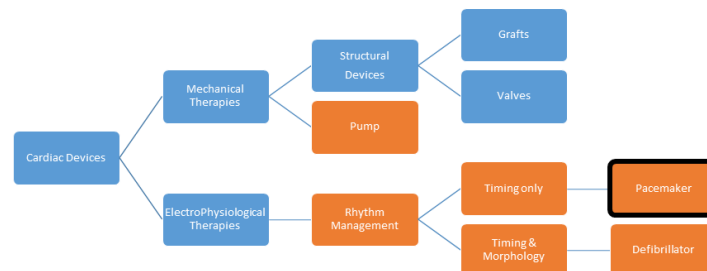 Cardiac Devices
Mechanical
Therapies
Structural
Devices
Grafts
Valves
Pump
ElectroPhysiological
Therapies
Rhythm
Management
Timing only
Pacemaker
Timing &
Morphology
Defibrillator